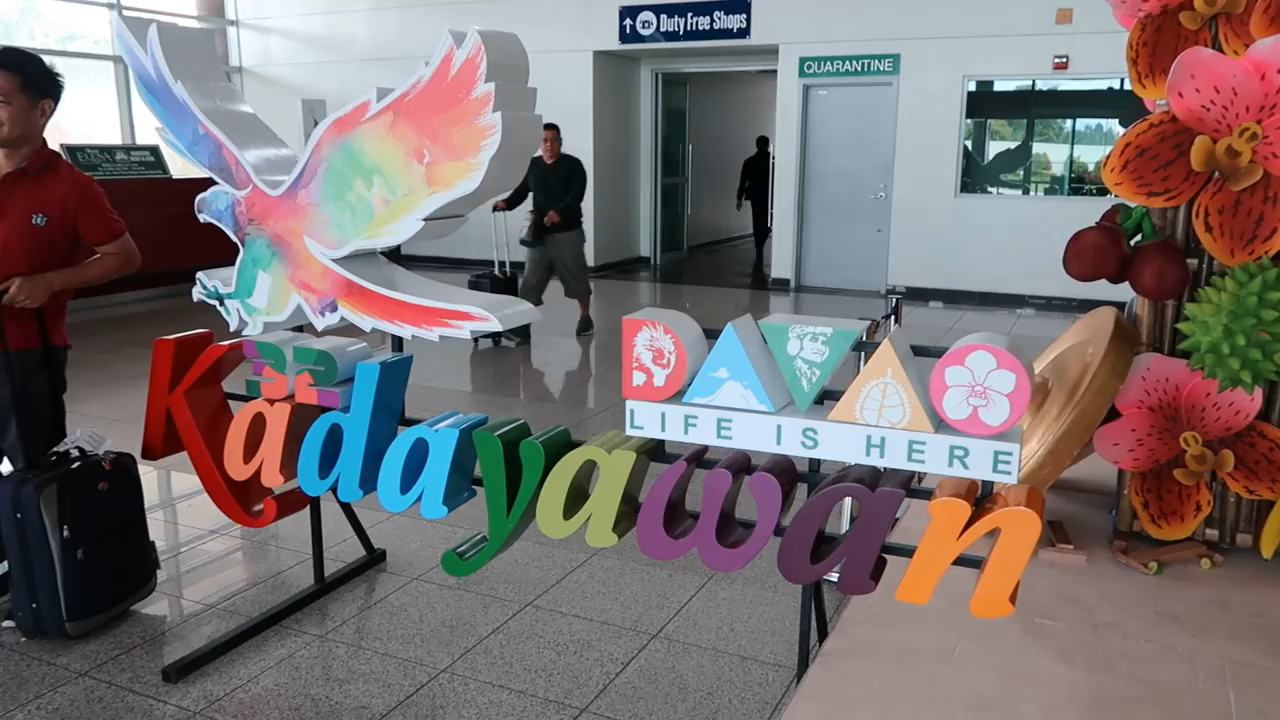 Duty Free Shops
QUARANTINE
32
Kadayawan
DAVAO
LIFE IS HERE